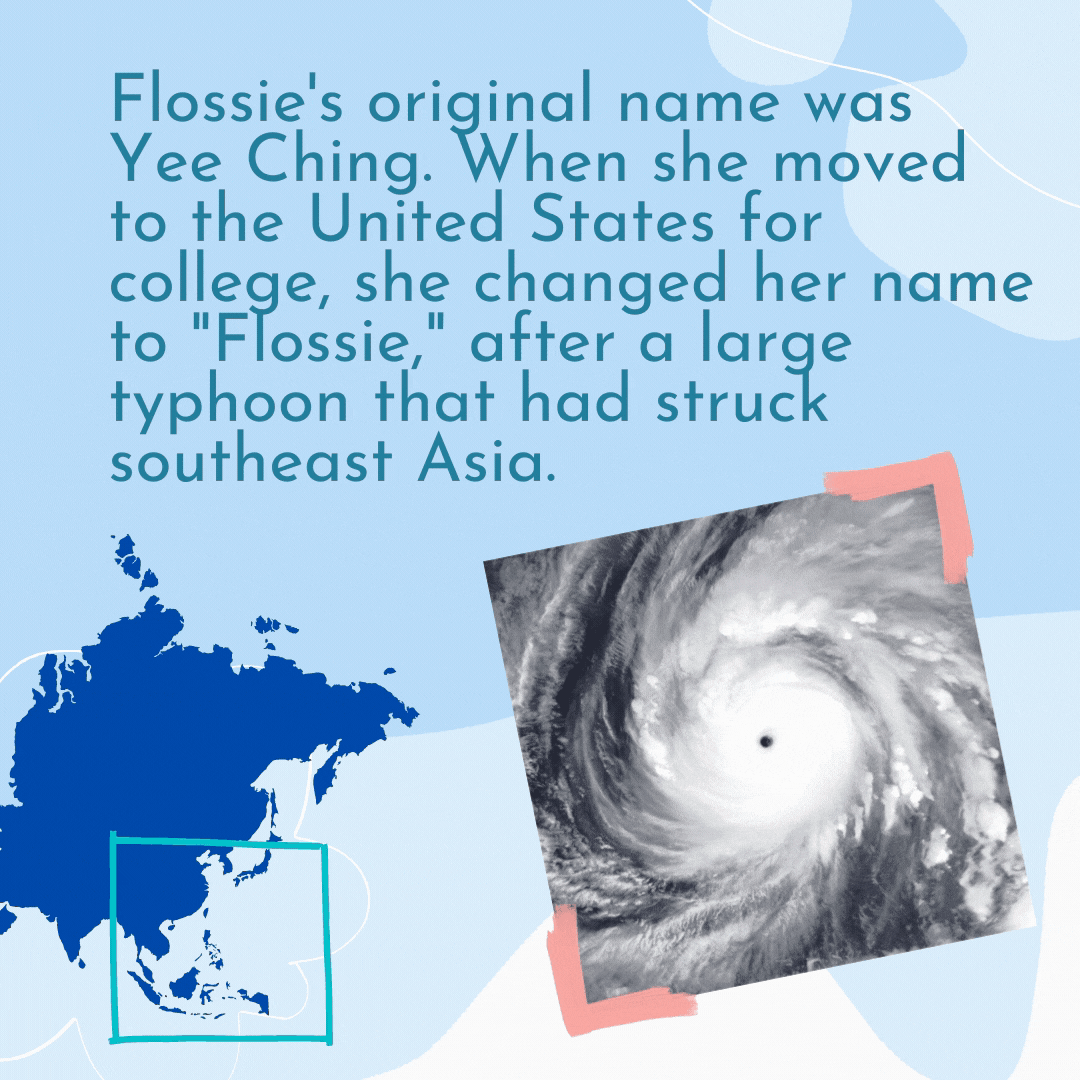 Flossie's original name was
Yee Ching. When she moved
to the United States for
college, she changed her name
to "Flossie," after a large
typhoon that had struck
southeast Asia.